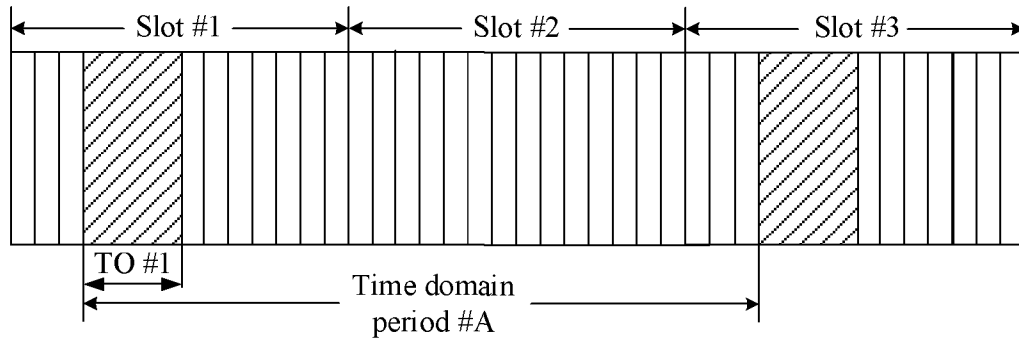 Slot #1
Slot #2
Slot #3
TO #1
Time domain
period #A